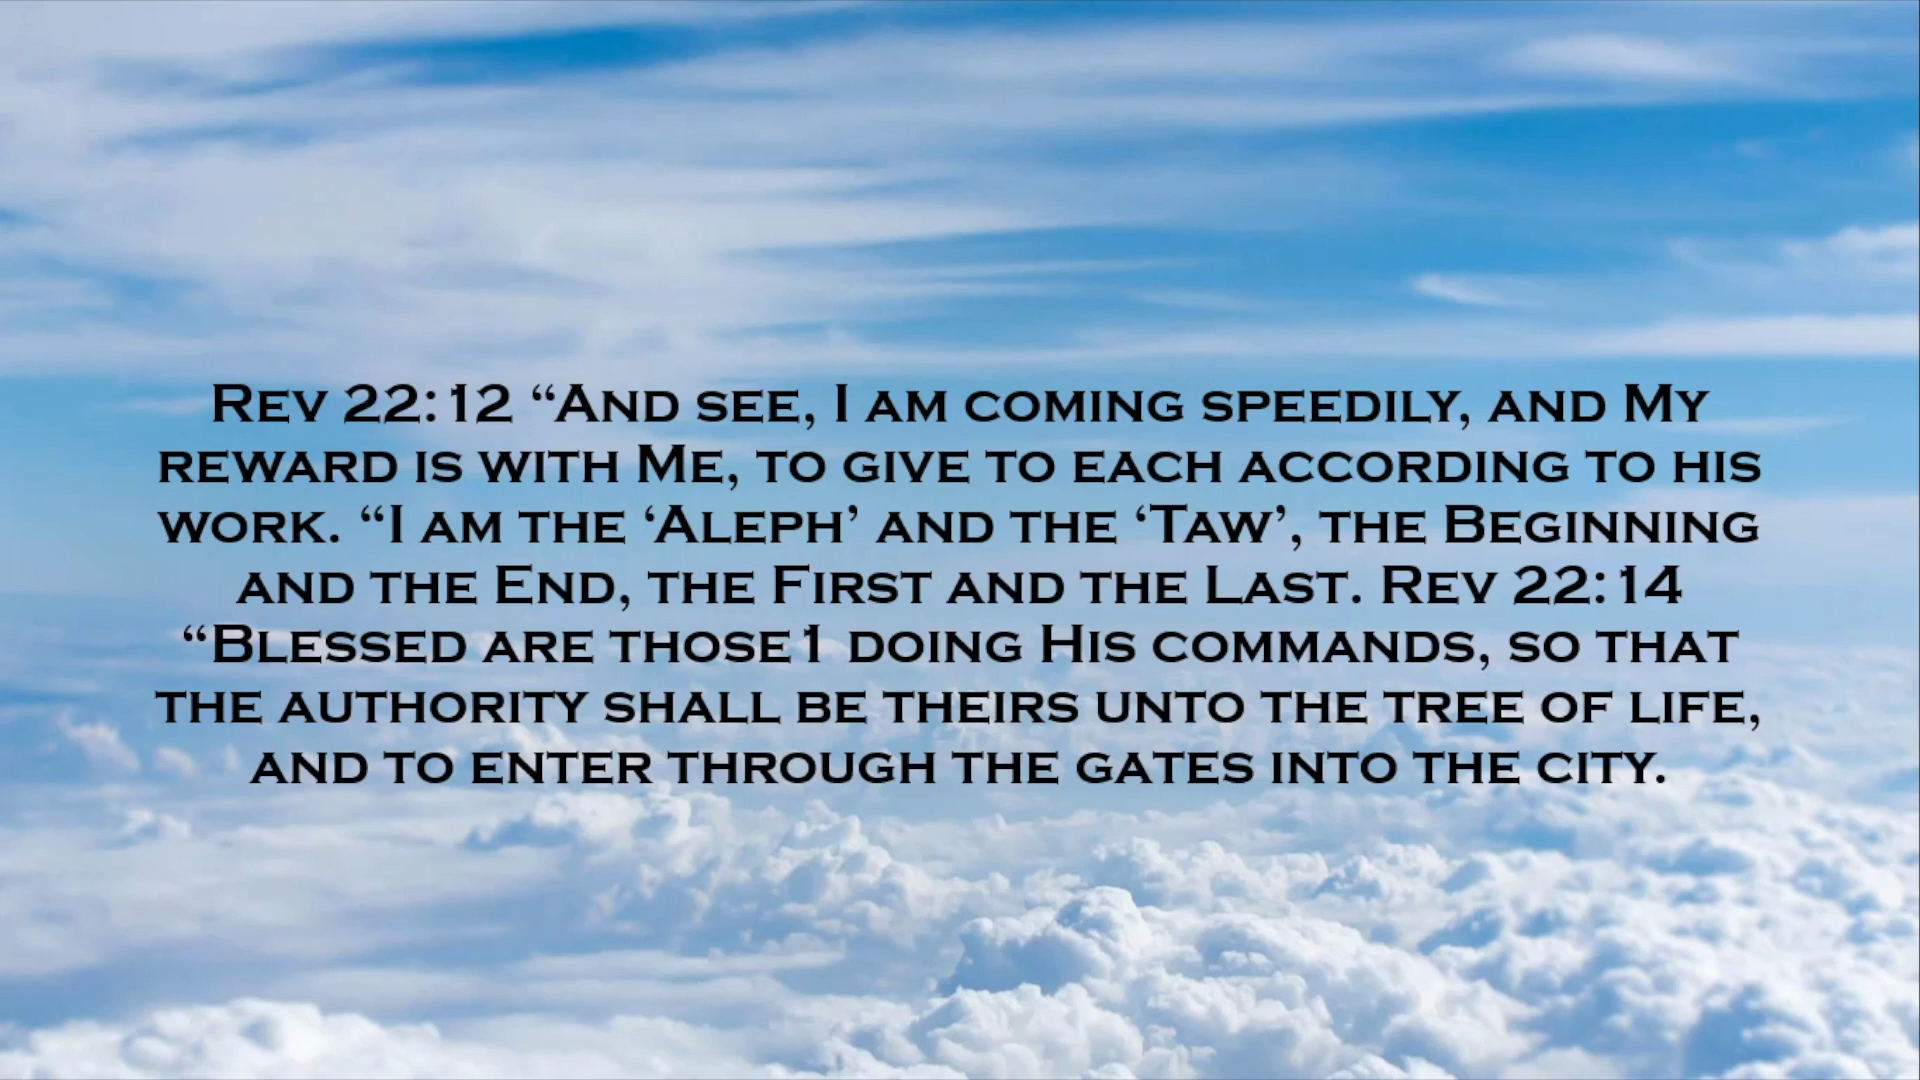 Rev 22:12 “And see, I am coming speedily, and My
reward is with Me, to give to each according to his
work. “I am the ‘Aleph’ and the ‘Taw’, the Beginning
and the End, the First and the Last. Rev 22:14
“Blessed are those1 doing His commands, so that
the authority shall be theirs unto the tree of life,
and to enter through the gates into the city.